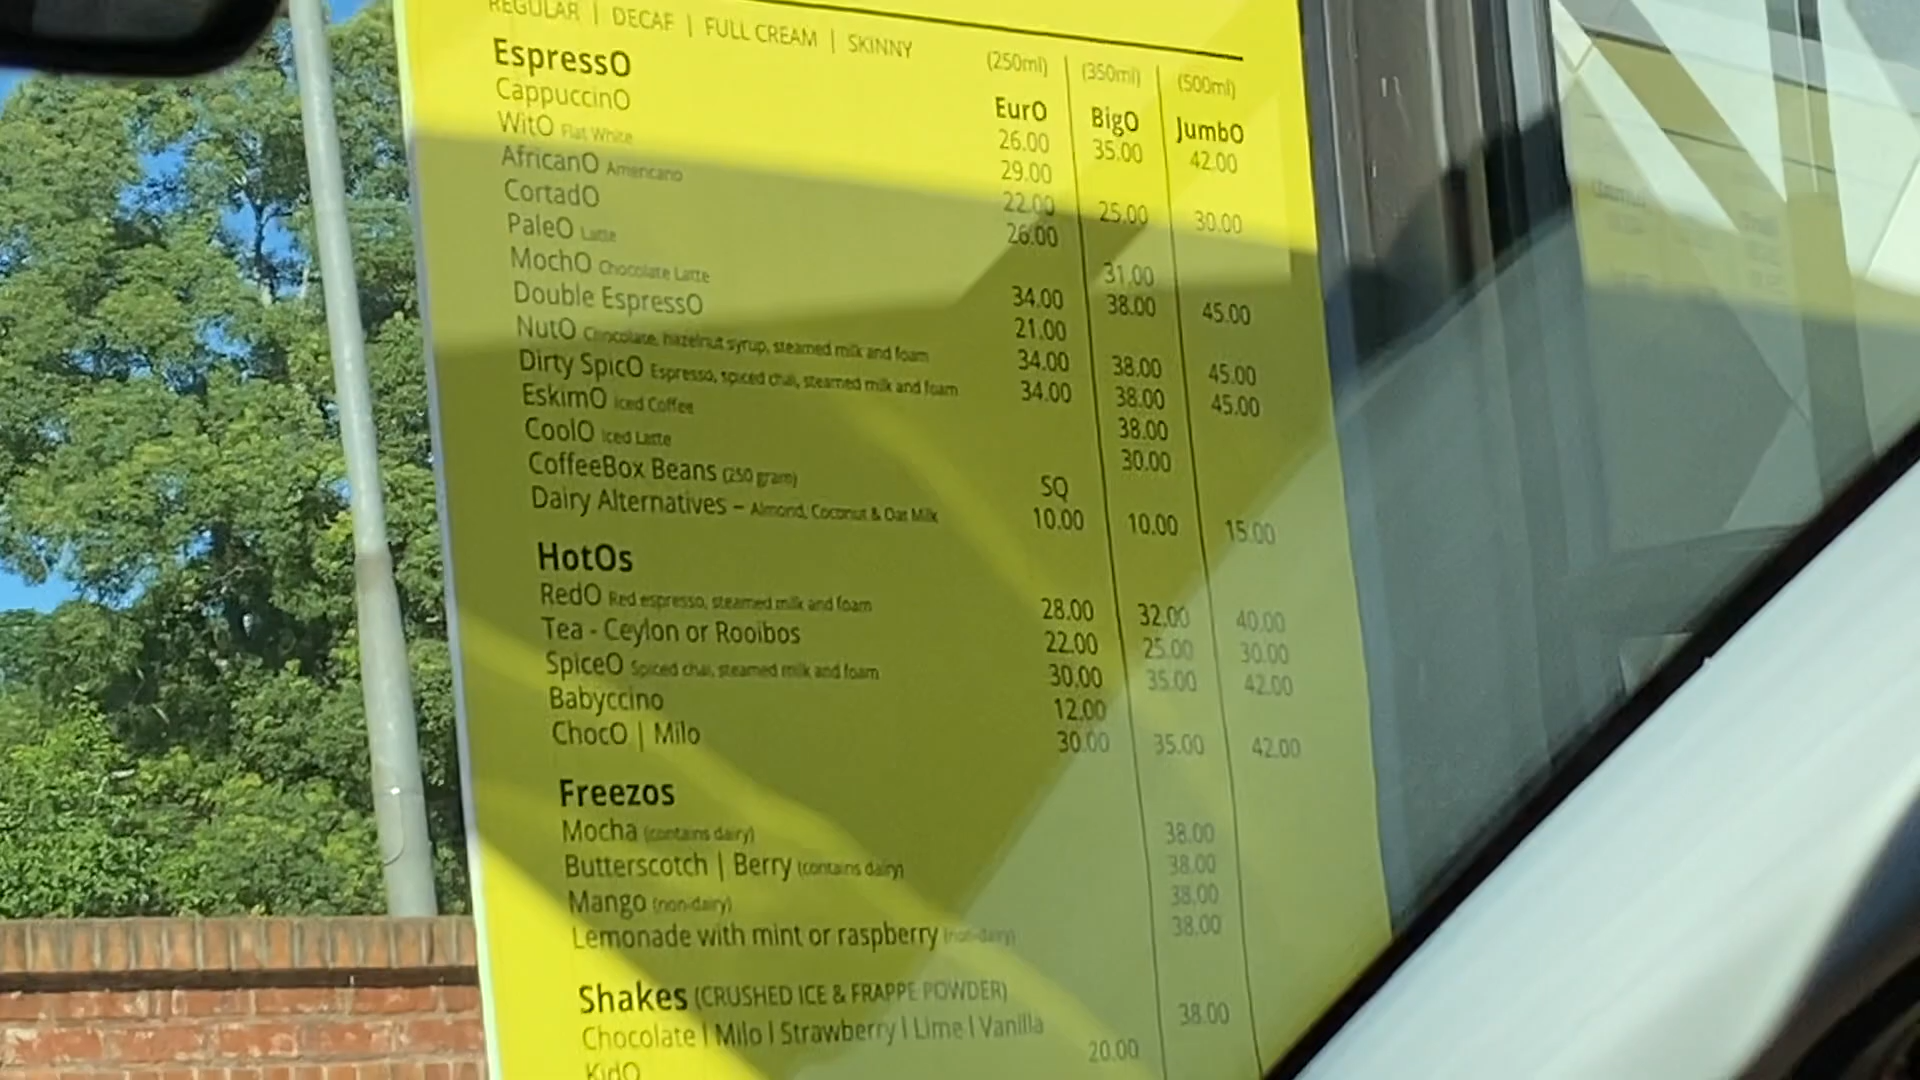 REGULAR | DECAF | FULL CREAM | SKINNY (250ml) (350ml) (500ml)
EspressO EurO BigO JumbO
CappuccinO 26.00 35.00 42.00
WitO Flat White 29.00
AfricanO Americano 22.00 25.00 30.00
CortadO 26.00
PaleO Latte 31.00
MochO Chocolate Latte 34.00 38.00 45.00
Double EspressO 21.00
NutO Chocolate, hazelnut syrup, steamed milk and foam 34.00 38.00 45.00
Dirty SpicO Espresso, spiced chai, steamed milk and foam 34.00 38.00 45.00
EskimO Iced Coffee 38.00
CoolO Iced Latte 30.00
CoffeeBox Beans (250 gram) SQ
Dairy Alternatives – Almond, Coconut & Oat Milk 10.00 10.00 15.00
HotOs
RedO Red espresso, steamed milk and foam 28.00 32.00 40.00
Tea - Ceylon or Rooibos 22.00 25.00 30.00
SpiceO Spiced chai, steamed milk and foam 30.00 35.00 42.00
Babyccino 12.00
ChocO | Milo 30.00 35.00 42.00
Freezos
Mocha (contains dairy) 38.00
Butterscotch | Berry (contains dairy) 38.00
Mango (non-dairy) 38.00
Lemonade with mint or raspberry (non-dairy) 38.00
Shakes (CRUSHED ICE & FRAPPE POWDER)
Chocolate | Milo | Strawberry | Lime | Vanilla 38.00
KidO 20.00